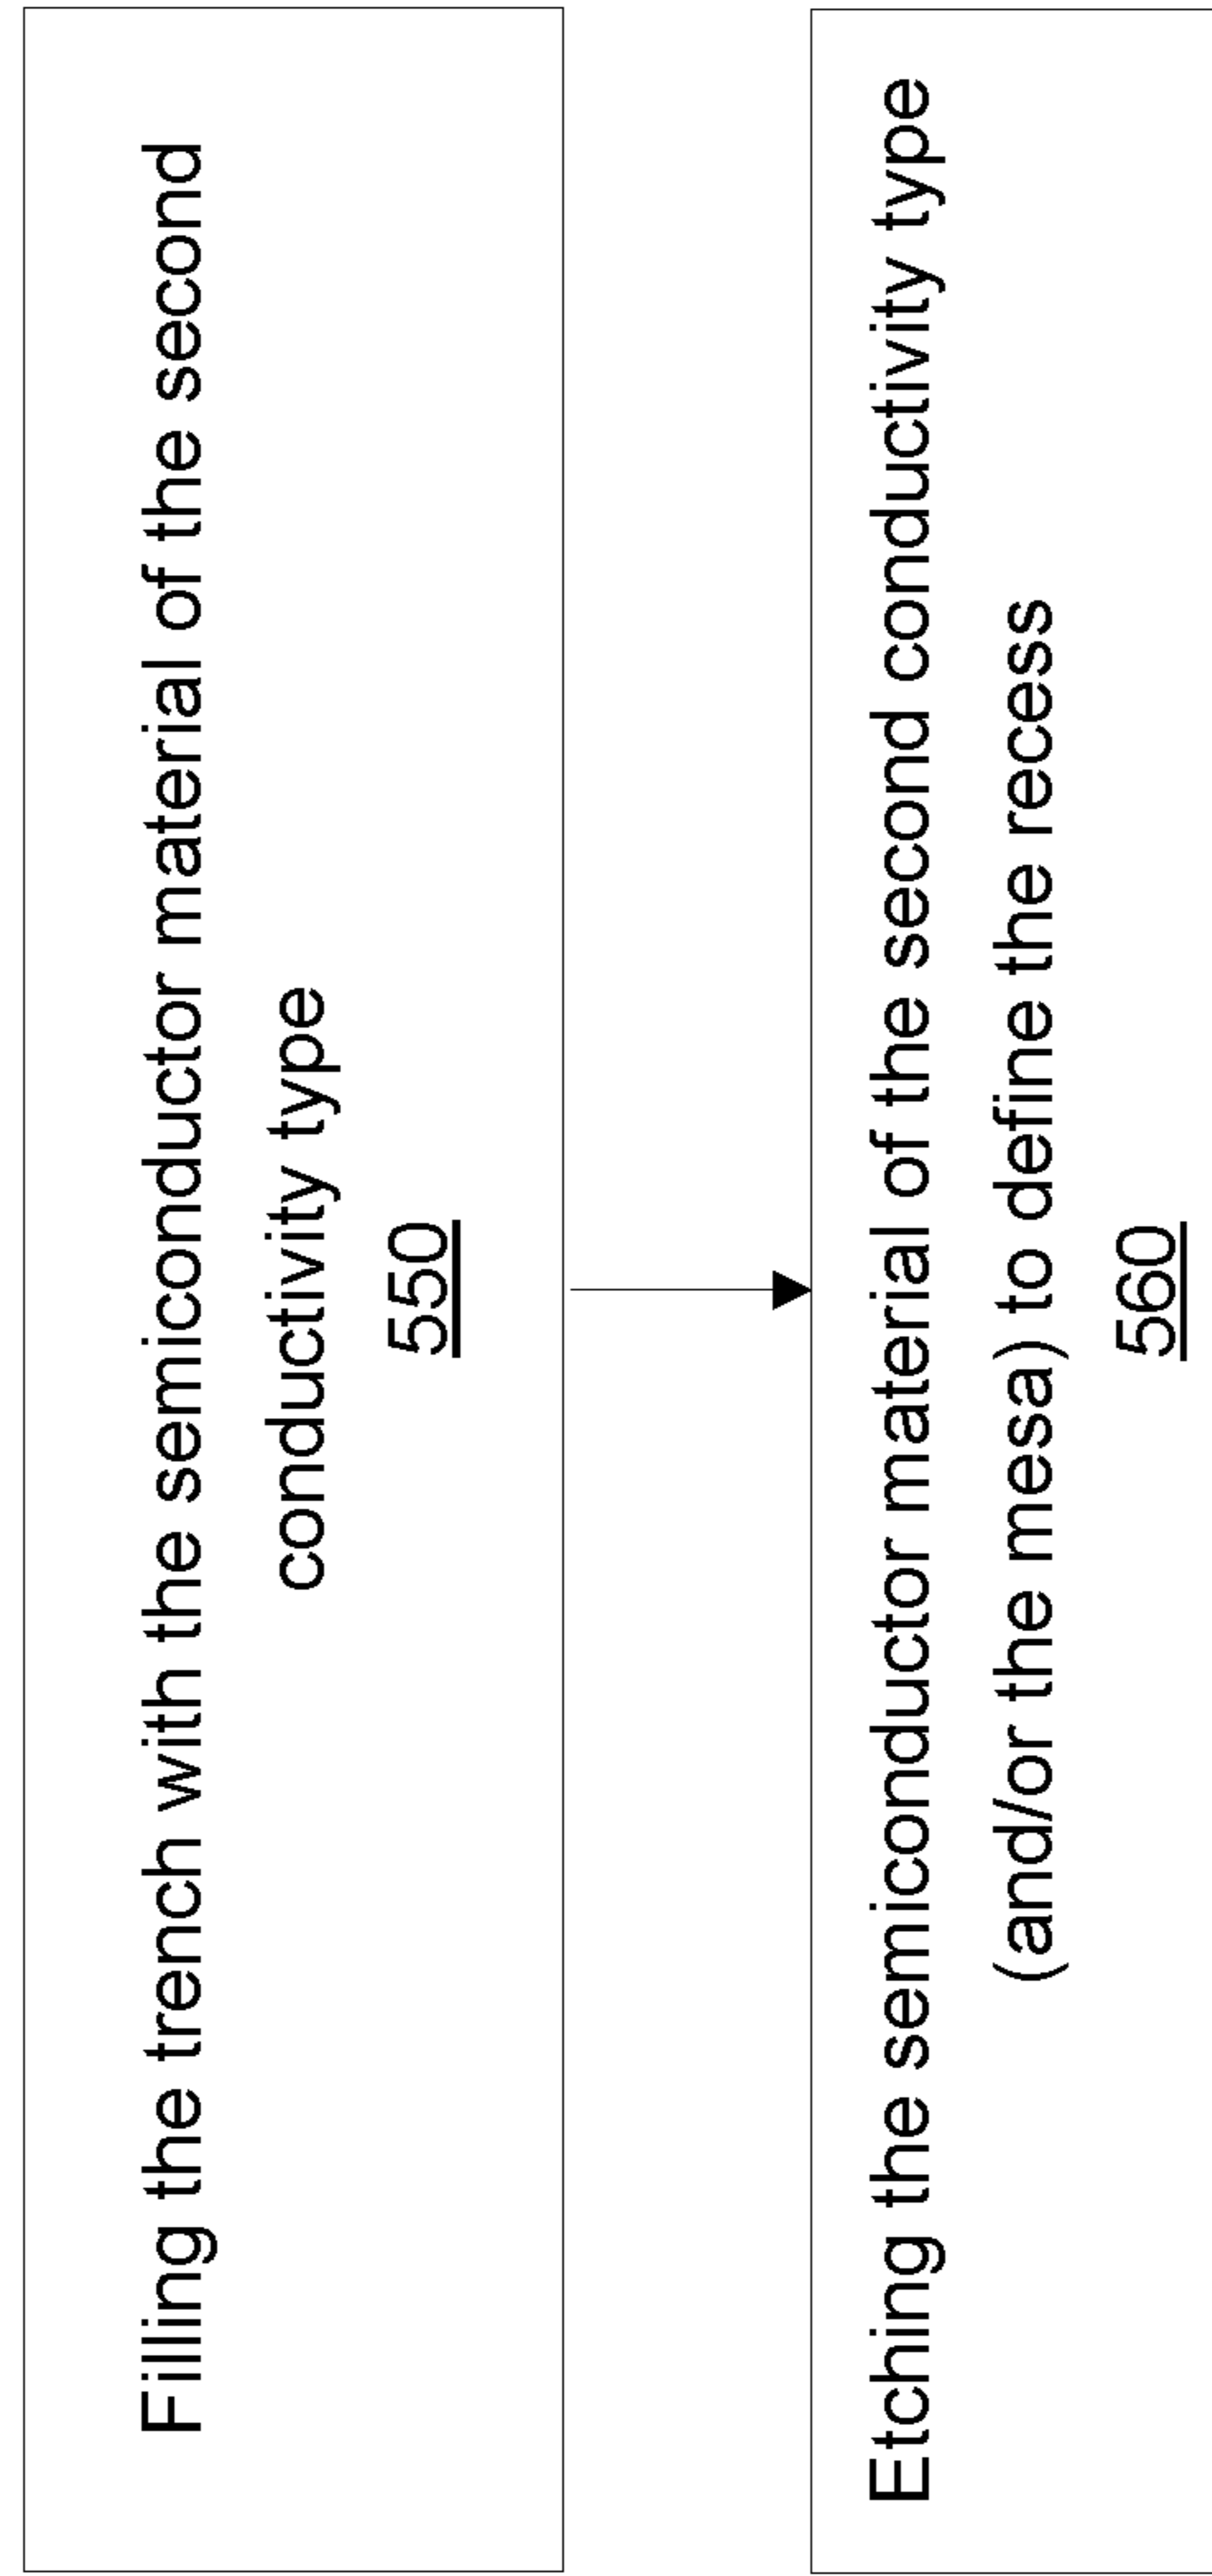 Filling the trench with the semiconductor material of the second
conductivity type
550
Etching the semiconductor material of the second conductivity type
(and/or the mesa) to define the recess
560